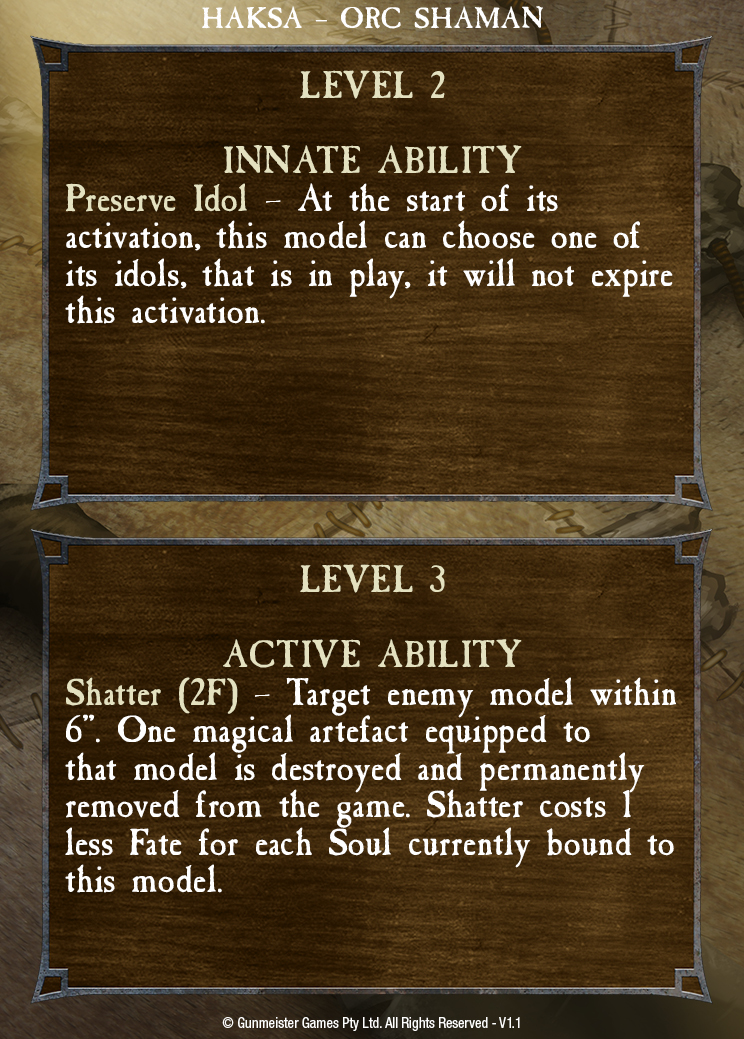 HAKSA – ORC SHAMAN
LEVEL 2
INNATE ABILITY
Preserve Idol – At the start of its
activation, this model can choose one of
its idols, that is in play, it will not expire
this activation.
LEVEL 3
ACTIVE ABILITY
Shatter (2F) – Target enemy model within
6”. One magical artefact equipped to
that model is destroyed and permanently
removed from the game. Shatter costs 1
less Fate for each Soul currently bound to
this model.
© Gunmeister Games Pty Ltd. All Rights Reserved - V1.1